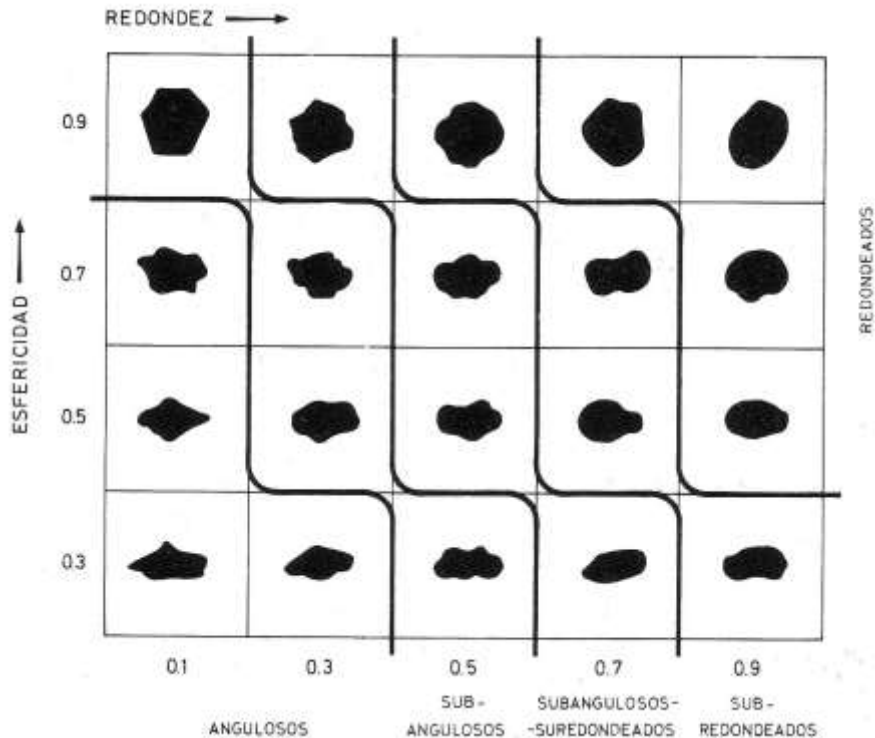 REDONDEZ
0.9
0.7
0.5
0.3
ESFERICIDAD
REDONDEADOS
0.1 0.3 0.5 0.7 0.9
ANGULOSOS
SUB-
ANGULOSOS
SUBANGULOSOS-
-SUREDONDEADOS
SUB-
REDONDEADOS